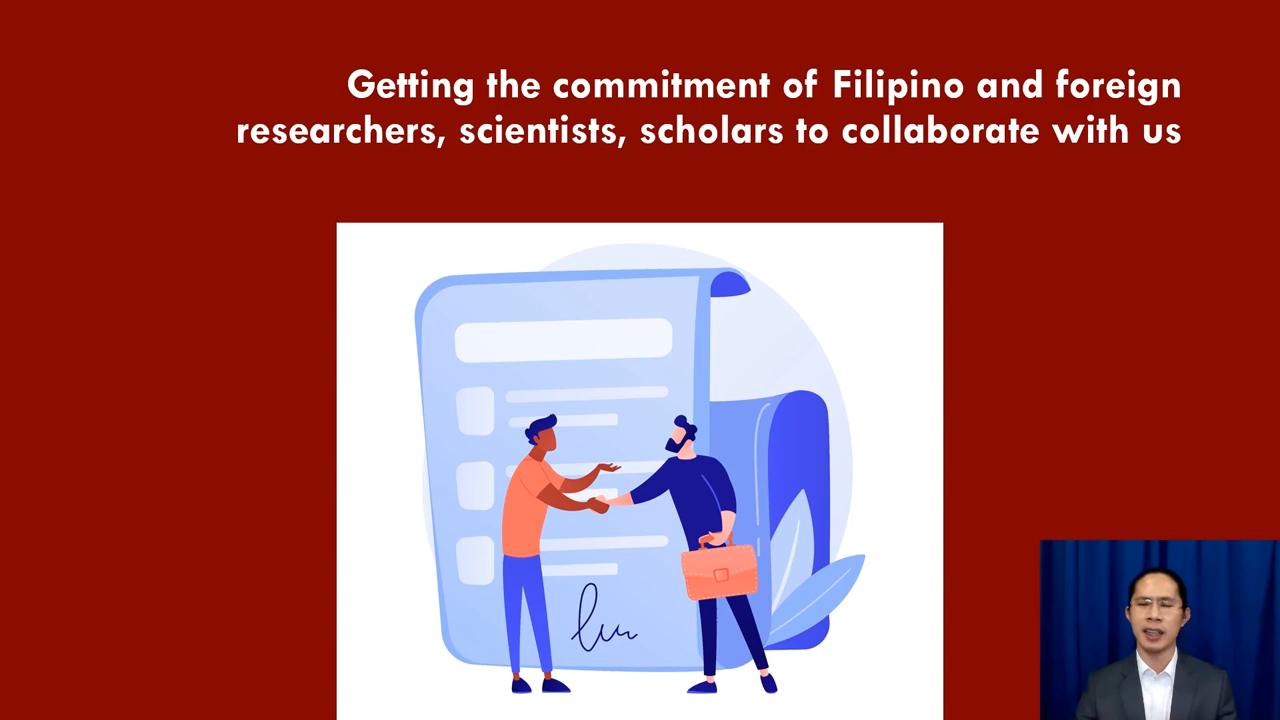 Getting the commitment of Filipino and foreign
researchers, scientists, scholars to collaborate with us